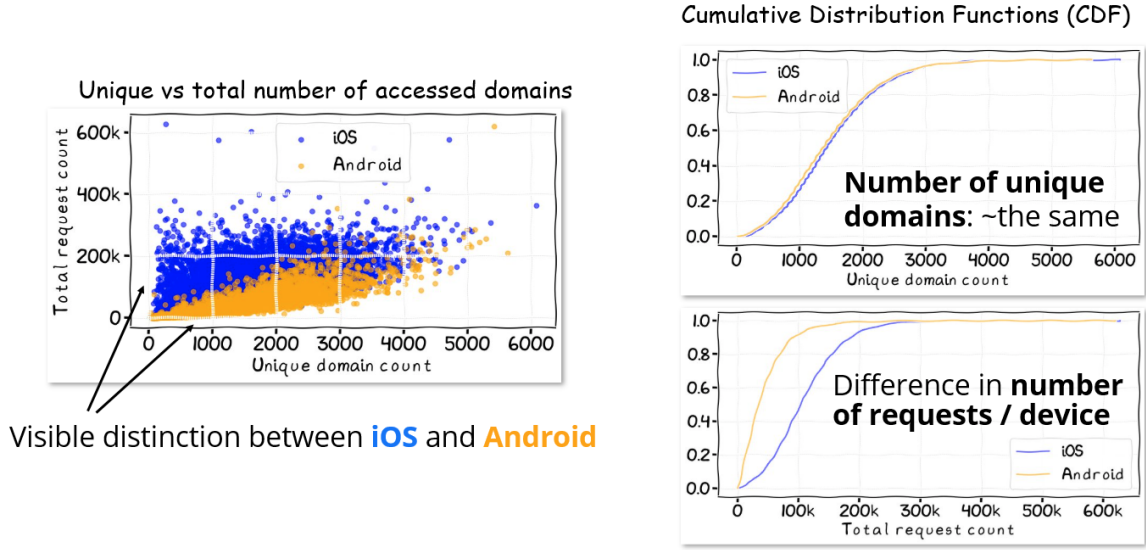 Cumulative Distribution Functions (CDF)
Unique vs total number of accessed domains
Total request count
600k
400k
200k
0
iOS
Android
0 1000 2000 3000 4000 5000 6000
Unique domain count
Visible distinction between iOS and Android
1.0
0.8
0.6
0.4
0.2
0.0
iOS
Android
Number of unique
domains: ~the same
0 1000 2000 3000 4000 5000 6000
Unique domain count
1.0
0.8
0.6
0.4
0.2
0.0
Difference in number
of requests / device
iOS
Android
0 100k 200k 300k 400k 500k 600k
Total request count